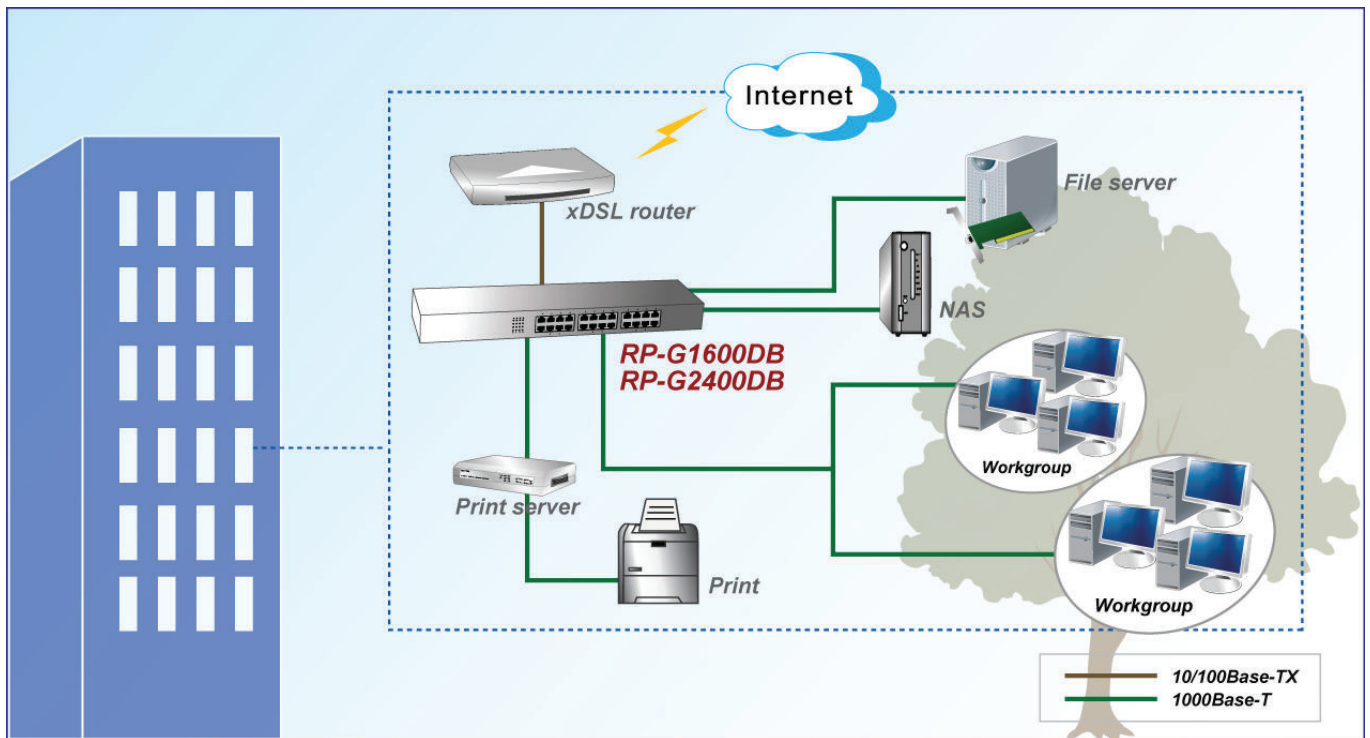 Internet
xDSL router
File server
NAS
RP-G1600DB
RP-G2400DB
Print server
Print
Workgroup
Workgroup
10/100Base-TX
1000Base-T